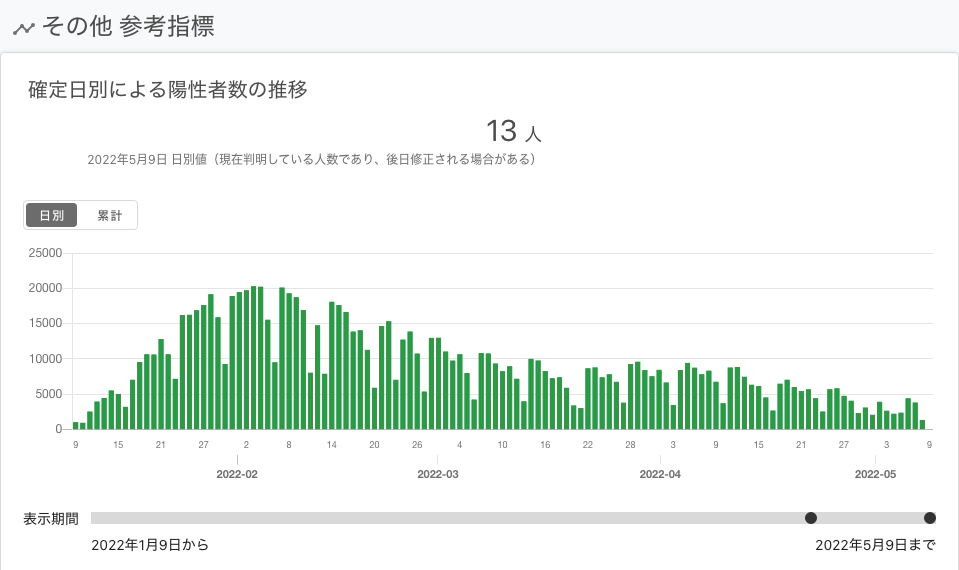 その他 参考指標
確定日別による陽性者数の推移
13 人
2022年5月9日 日別値（現在判明している人数であり、後日修正される場合がある）
日別 累計
25000
20000
15000
10000
5000
0
9 15 21 27 2 8 14 20 26 4 10 16 22 28 3 9 15 21 27 3 9
2022-02 2022-03 2022-04 2022-05
表示期間
2022年1月9日から 2022年5月9日まで